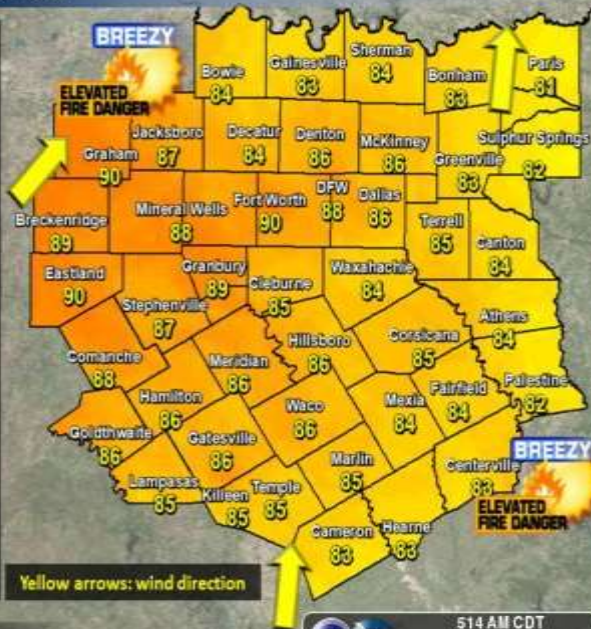 BREEZY
ELEVATED
FIRE DANGER
Bowie
84
Gainesville
83
Sherman
84
Bonham
83
Paris
81
Graham
90
Jacksboro
87
Decatur
84
Denton
86
McKinney
86
Greenville
83
Sulphur Springs
82
Breckenridge
89
Mineral Wells
88
Fort Worth
90
DFW
88
Dallas
86
Terrell
85
Canton
84
Eastland
90
Stephenville
87
Granbury
89
Cleburne
85
Waxahachie
84
Athens
84
Comanche
88
Meridian
86
Hillsboro
86
Corsicana
85
Palestine
82
Hamilton
86
Waco
86
Mexia
84
Fairfield
84
Goldthwaite
86
Gatesville
86
Marlin
85
Centerville
83
BREEZY
ELEVATED
FIRE DANGER
Lampasas
85
Killeen
85
Temple
85
Cameron
83
Hearne
83
Yellow arrows: wind direction
514 AM CDT